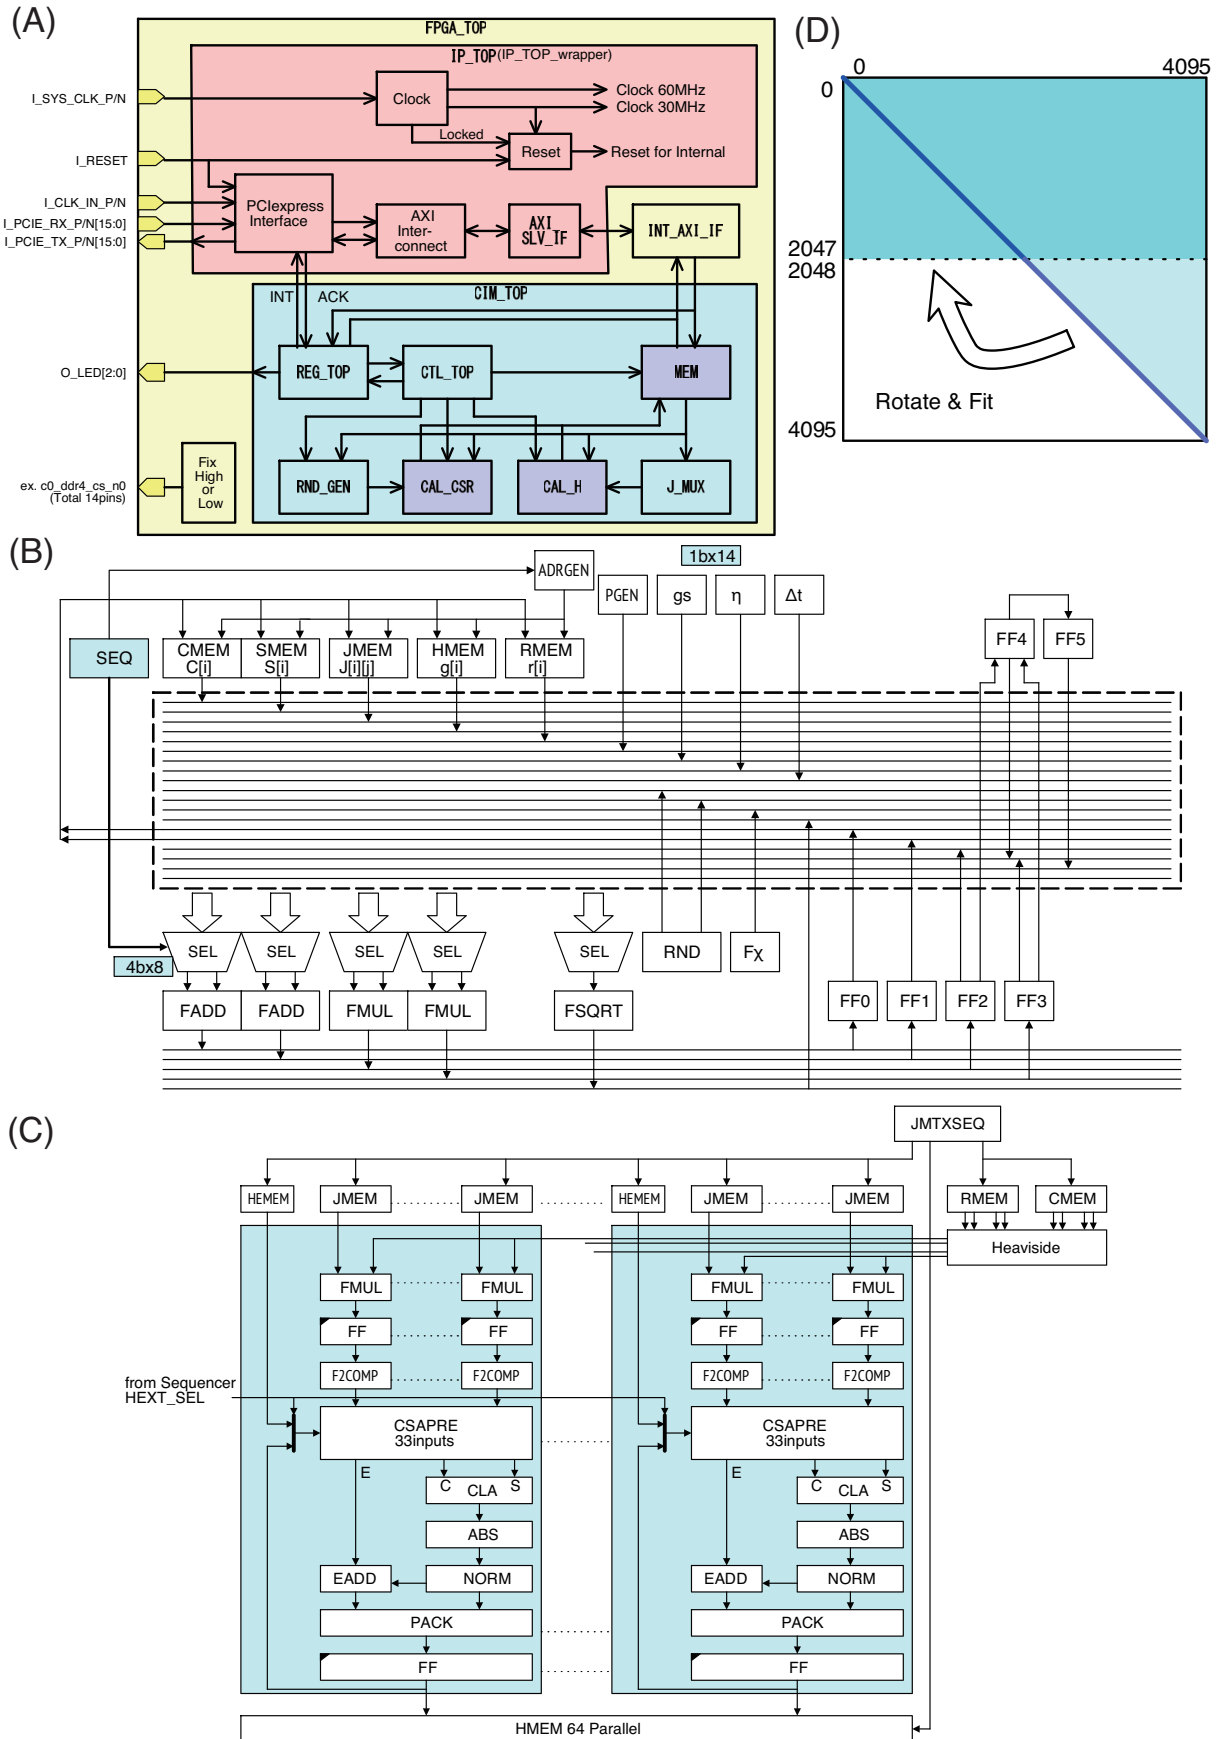 (A)
FPGA_TOP
IP_TOP(IP_TOP_wrapper)
I_SYS_CLK_P/N
Clock
Clock 60MHz
Clock 30MHz
Locked
I_RESET
Reset
Reset for Internal
I_CLK_IN_P/N
I_PCIE_RX_P/N[15:0]
I_PCIE_TX_P/N[15:0]
PCIexpress
Interface
AXI
Inter-
connect
AXI
SLV_IF
INT_AXI_IF
INT
ACK
CIM_TOP
O_LED[2:0]
REG_TOP
CTL_TOP
MEM
ex. c0_ddr4_cs_n0
(Total 14pins)
Fix
High
or
Low
RND_GEN
CAL_CSR
CAL_H
J_MUX
(D)
0
4095
0
2047
2048
Rotate & Fit
4095
(B)
1bx14
ADRGEN
PGEN
gs
η
Δt
SEQ
CMEM
C[i]
SMEM
S[i]
JMEM
J[i][j]
HMEM
g[i]
RMEM
r[i]
FF4
FF5
SEL
SEL
SEL
SEL
SEL
RND
Fχ
4bx8
FADD
FADD
FMUL
FMUL
FSQRT
FF0
FF1
FF2
FF3
(C)
JMTXSEQ
HEMEM
JMEM
JMEM
HEMEM
JMEM
JMEM
RMEM
CMEM
Heaviside
FMUL
FMUL
FMUL
FMUL
FF
FF
FF
FF
F2COMP
F2COMP
F2COMP
F2COMP
from Sequencer
HEXT_SEL
CSAPRE
33inputs
CSAPRE
33inputs
E
C
S
CLA
E
C
S
CLA
ABS
ABS
EADD
NORM
EADD
NORM
PACK
PACK
FF
FF
HMEM 64 Parallel